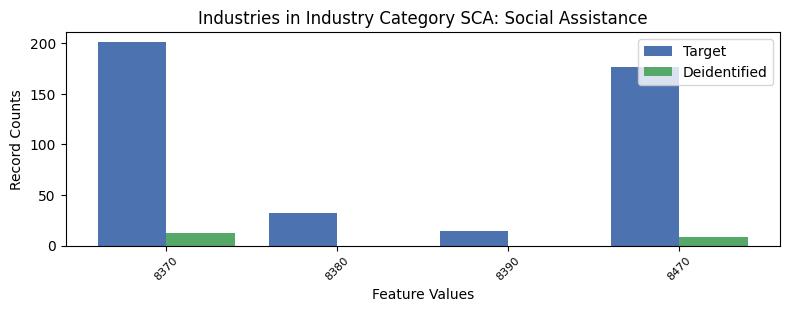 Industries in Industry Category SCA: Social Assistance
Target
Deidentified
Record Counts
200
150
100
50
0
8370
8380
8390
8470
Feature Values